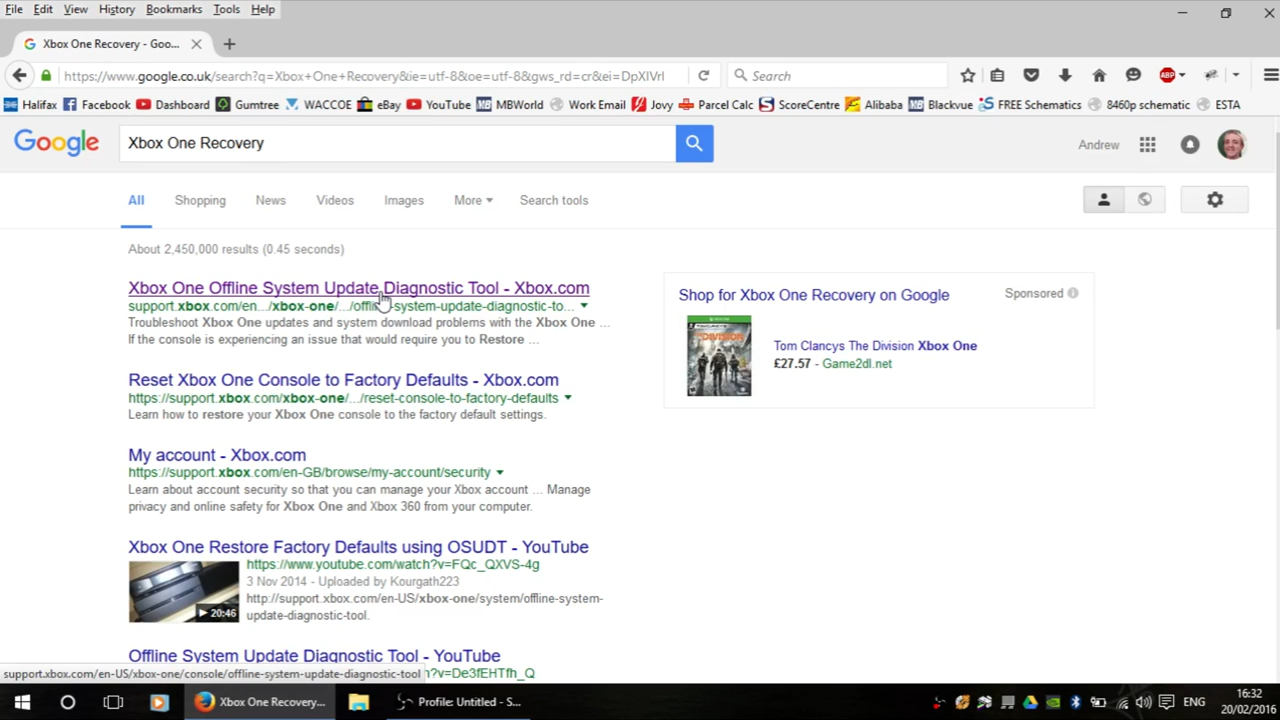 File Edit View History Bookmarks Tools Help
Xbox One Recovery - Goo...
https://www.google.co.uk/search?q=Xbox+One+Recovery&ie=utf-8&oe=utf-8&gws_rd=cr&ei=DpXIVrl
Search
Halifax Facebook Dashboard Gumtree WACCOE eBay YouTube MBWorld Work Email Jovy Parcel Calc ScoreCentre Alibaba Blackvue FREE Schematics 8460p schematic ESTA
Google Xbox One Recovery Andrew
All Shopping News Videos Images More Search tools
About 2,450,000 results (0.45 seconds)
Xbox One Offline System Update Diagnostic Tool - Xbox.com
support.xbox.com/en.../xbox-one/.../offline-system-update-diagnostic-to...
Troubleshoot Xbox One updates and system download problems with the Xbox One ...
If the console is experiencing an issue that would require you to Restore ...
Reset Xbox One Console to Factory Defaults - Xbox.com
https://support.xbox.com/xbox-one/.../reset-console-to-factory-defaults
Learn how to restore your Xbox One console to the factory default settings.
My account - Xbox.com
https://support.xbox.com/en-GB/browse/my-account/security
Learn about account security so that you can manage your Xbox account ... Manage
privacy and online safety for Xbox One and Xbox 360 from your computer.
Xbox One Restore Factory Defaults using OSUDT - YouTube
https://www.youtube.com/watch?v=FQc_QXVS-4g
3 Nov 2014 - Uploaded by Kourgath223
http://support.xbox.com/en-US/xbox-one/system/offline-system-
update-diagnostic-tool.
20:46
Offline System Update Diagnostic Tool - YouTube
h?v=De3fEHTfh_Q
Shop for Xbox One Recovery on Google
Sponsored
Tom Clancys The Division Xbox One
£27.57 - Game2dl.net
support.xbox.com/en-US/xbox-one/console/offline-system-update-diagnostic-tool
Xbox One Recovery... Profile: Untitled - S... ENG
16:32
20/02/2016